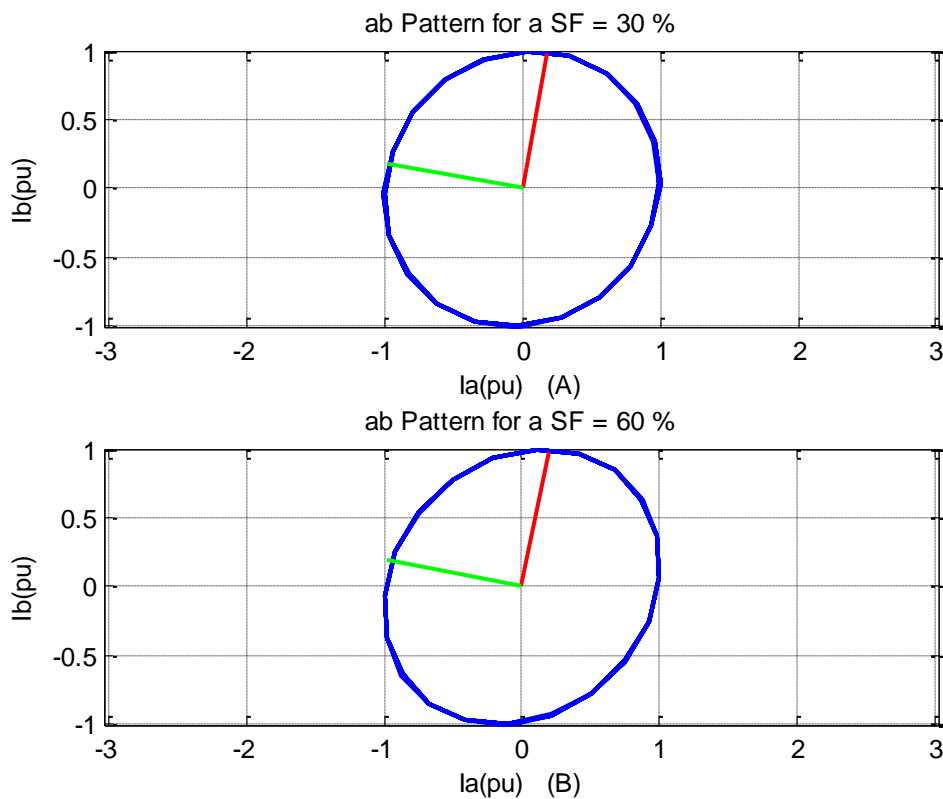 ab Pattern for a SF = 30 %
1
0.5
0
-0.5
-1
Ib(pu)
-3 -2 -1 0 1 2 3
Ia(pu) (A)
ab Pattern for a SF = 60 %
1
0.5
0
-0.5
-1
Ib(pu)
-3 -2 -1 0 1 2 3
Ia(pu) (B)